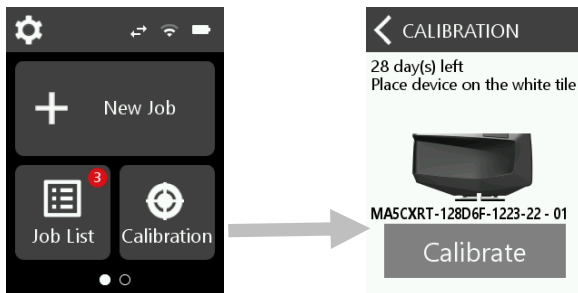 New Job
3
Job List
Calibration
CALIBRATION
28 day(s) left
Place device on the white tile
MA5CXRT-128D6F-1223-22 - 01
Calibrate